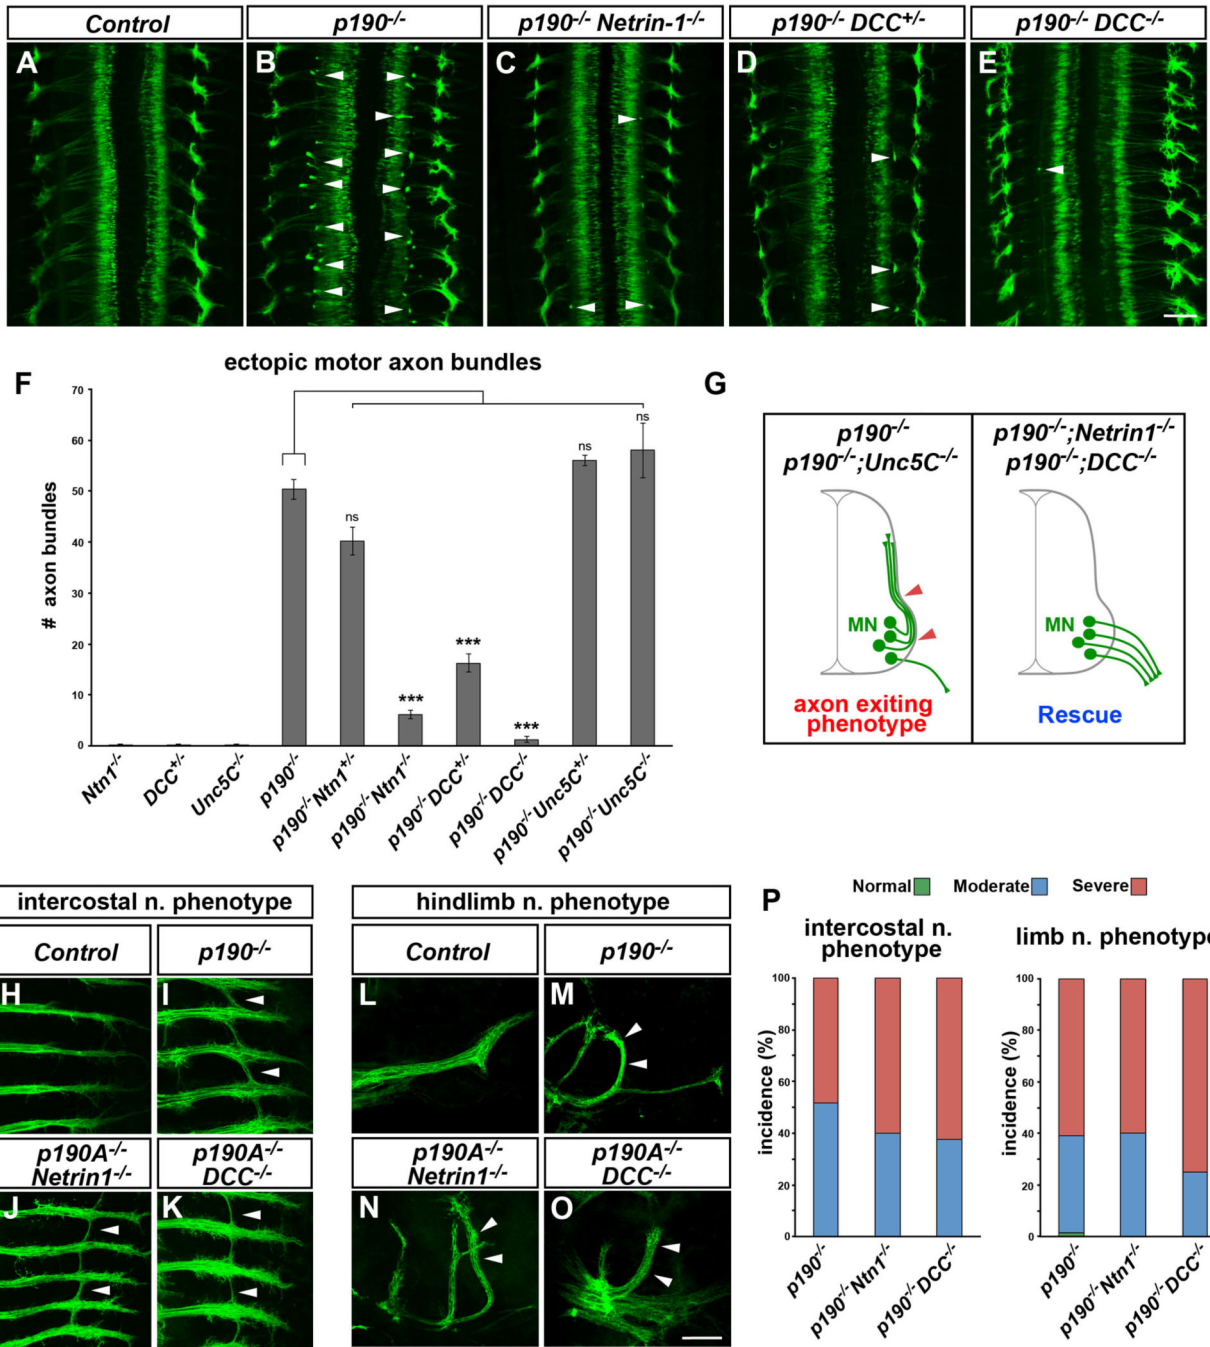 Control
p190-/-
p190-/- Netrin-1-/-
p190-/- DCC+/-
p190-/- DCC-/-
A
B
C
D
E
F
ectopic motor axon bundles
# axon bundles
70
60
50
40
30
20
10
0
ns
***
***
***
ns
ns
Ntn1-/-
DCC+/-
Unc5C-/-
p190-/-
p190-/- Ntn1+/-
p190-/- Ntn1-/-
p190-/- DCC+/-
p190-/- DCC-/-
p190-/- Unc5C+/-
p190-/- Unc5C-/-
G
p190-/-
p190-/-;Unc5C-/-
MN
axon exiting
phenotype
p190-/-;Netrin1-/-
p190-/-;DCC-/-
MN
Rescue
intercostal n. phenotype
Control
p190-/-
H
I
p190A-/-
Netrin1-/-
p190A-/-
DCC-/-
J
K
hindlimb n. phenotype
Control
p190-/-
L
M
p190A-/-
Netrin1-/-
p190A-/-
DCC-/-
N
O
P
Normal
Moderate
Severe
intercostal n.
phenotype
incidence (%)
100
80
60
40
20
0
p190-/-
p190-/- Ntn1-/-
p190-/- DCC-/-
limb n. phenotype
incidence (%)
100
80
60
40
20
0
p190-/-
p190-/- Ntn1-/-
p190-/- DCC-/-